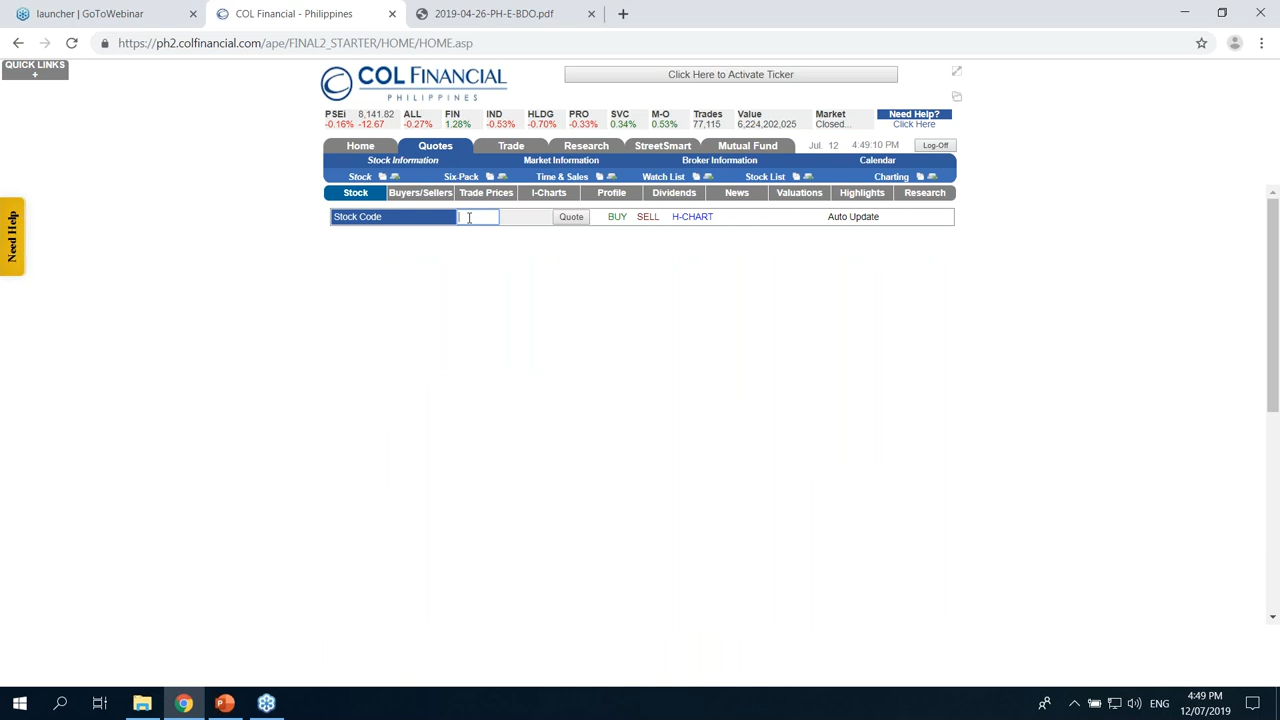 launcher | GoToWebinar
COL Financial - Philippines
2019-04-26-PH-E-BDO.pdf
https://ph2.colfinancial.com/ape/FINAL2_STARTER/HOME/HOME.asp
QUICK LINKS
+
COL FINANCIAL
PHILIPPINES
Click Here to Activate Ticker
PSEi 8,141.82 ALL FIN IND HLDG PRO SVC M-O Trades Value Market Need Help?
-0.16% -12.67 -0.27% 1.28% -0.53% -0.70% -0.33% 0.34% 0.53% 77,115 6,224,202,025 Closed... Click Here
Home Quotes Trade Research StreetSmart Mutual Fund Jul. 12 4:49:10 PM Log-Off
Stock Information Market Information Broker Information Calendar
Stock Six-Pack Time & Sales Watch List Stock List Charting
Stock Buyers/Sellers Trade Prices I-Charts Profile Dividends News Valuations Highlights Research
Stock Code Quote BUY SELL H-CHART Auto Update
Need Help
ENG
4:49 PM
12/07/2019